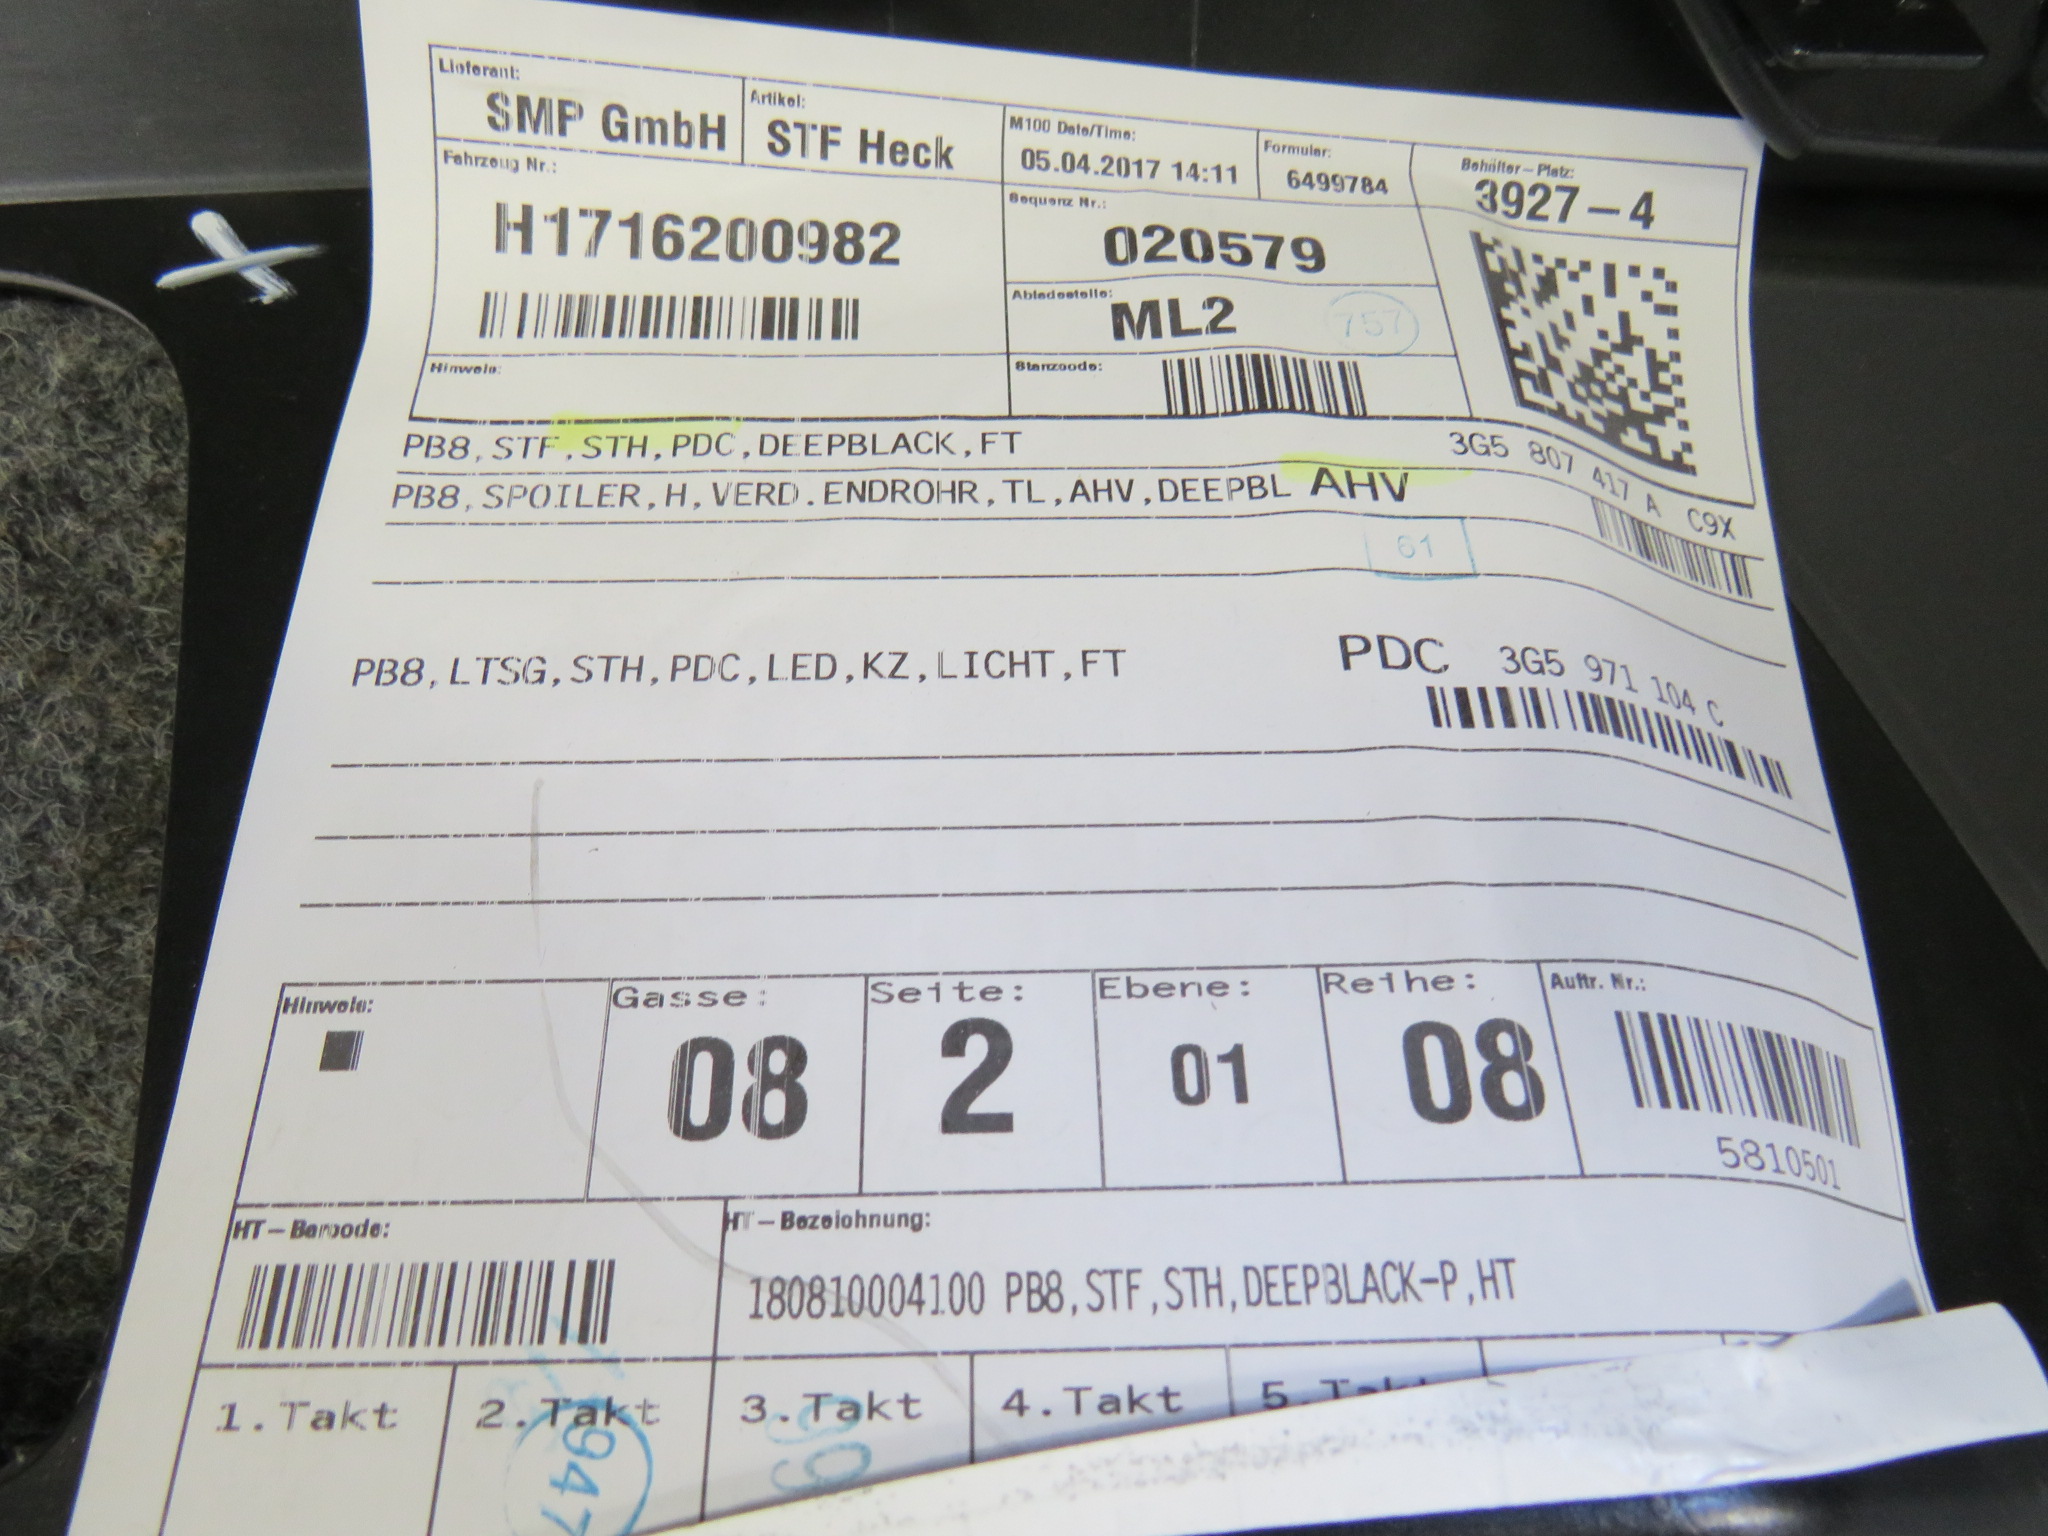 Lieferant:
SMP GmbH
Artikel:
STF Heck
M100 Date/Time:
05.04.2017 14:11
Formular:
6499784
Behälter-Platz:
3927-4
Fahrzeug Nr.:
H1716200982
Sequenz Nr.:
020579
Abladestelle:
ML2
757
Hinweis:
Stanzcode:
PB8,STF,STH,PDC,DEEPBLACK,FT
3G5 807 417 A C9X
PB8,SPOILER,H,VERD.ENDROHR,TL,AHV,DEEPBL AHV
61
PB8,LTSG,STH,PDC,LED,KZ,LICHT,FT
PDC 3G5 971 104 C
Hinweis:
Gasse:
08
Seite:
2
Ebene:
01
Reihe:
08
Auftr. Nr.:
5810501
HT-Barcode:
HT-Bezeichnung:
180810004100 PB8,STF,STH,DEEPBLACK-P,HT
1.Takt
2.Takt
3.Takt
4.Takt
5.Takt
947